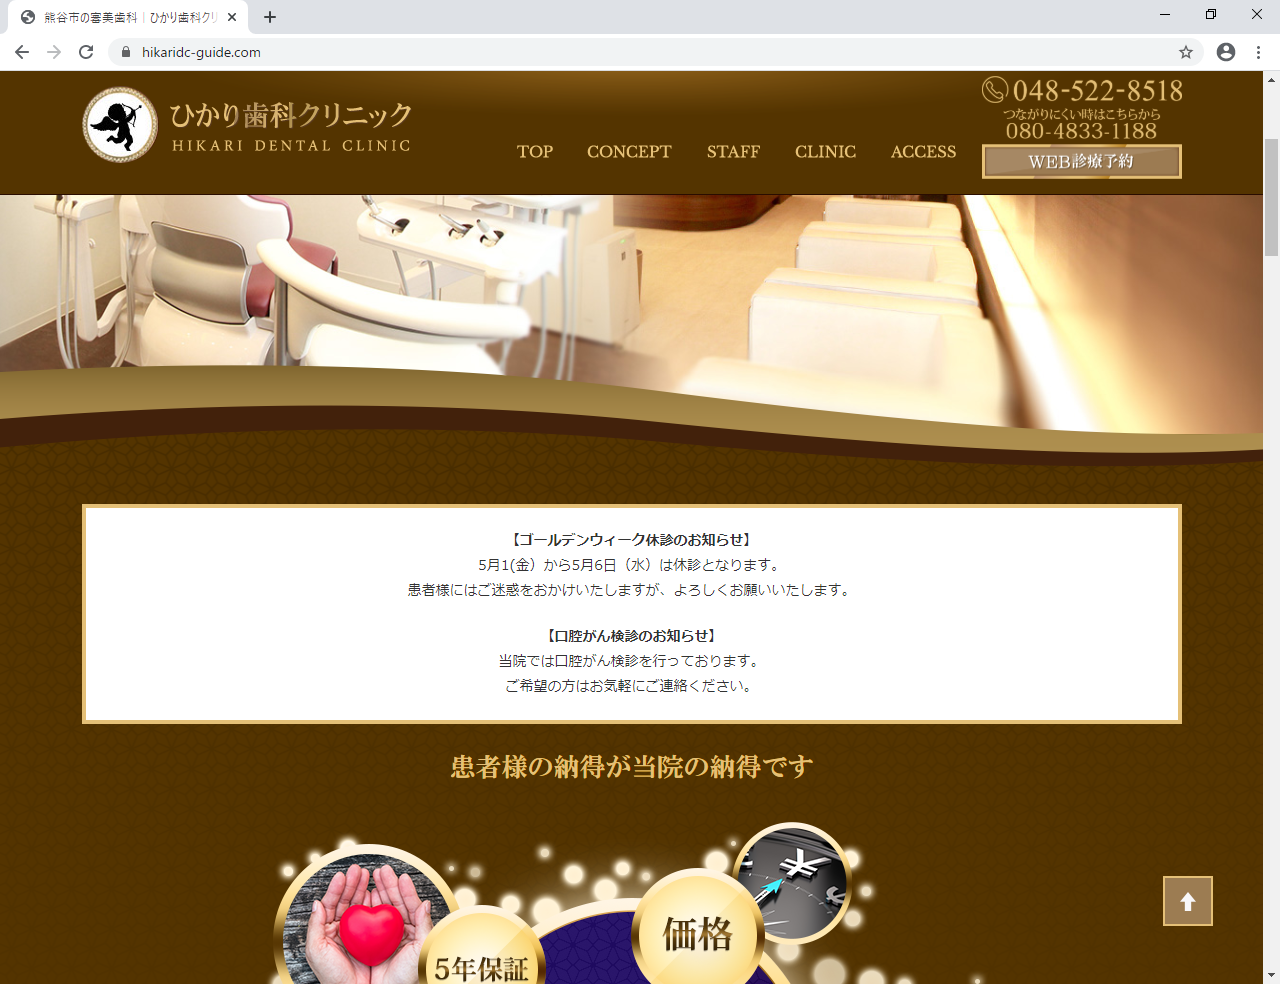 熊谷市の審美歯科｜ひかり歯科クリ
hikaridc-guide.com
ひかり歯科クリニック
HIKARI DENTAL CLINIC
TOP CONCEPT STAFF CLINIC ACCESS
048-522-8518
つながりにくい時はこちらから
080-4833-1188
WEB診療予約
【ゴールデンウィーク休診のお知らせ】
5月1(金）から5月6日（水）は休診となります。
患者様にはご迷惑をおかけいたしますが、よろしくお願いいたします。
【口腔がん検診のお知らせ】
当院では口腔がん検診を行っております。
ご希望の方はお気軽にご連絡ください。
患者様の納得が当院の納得です
価格
5年保証